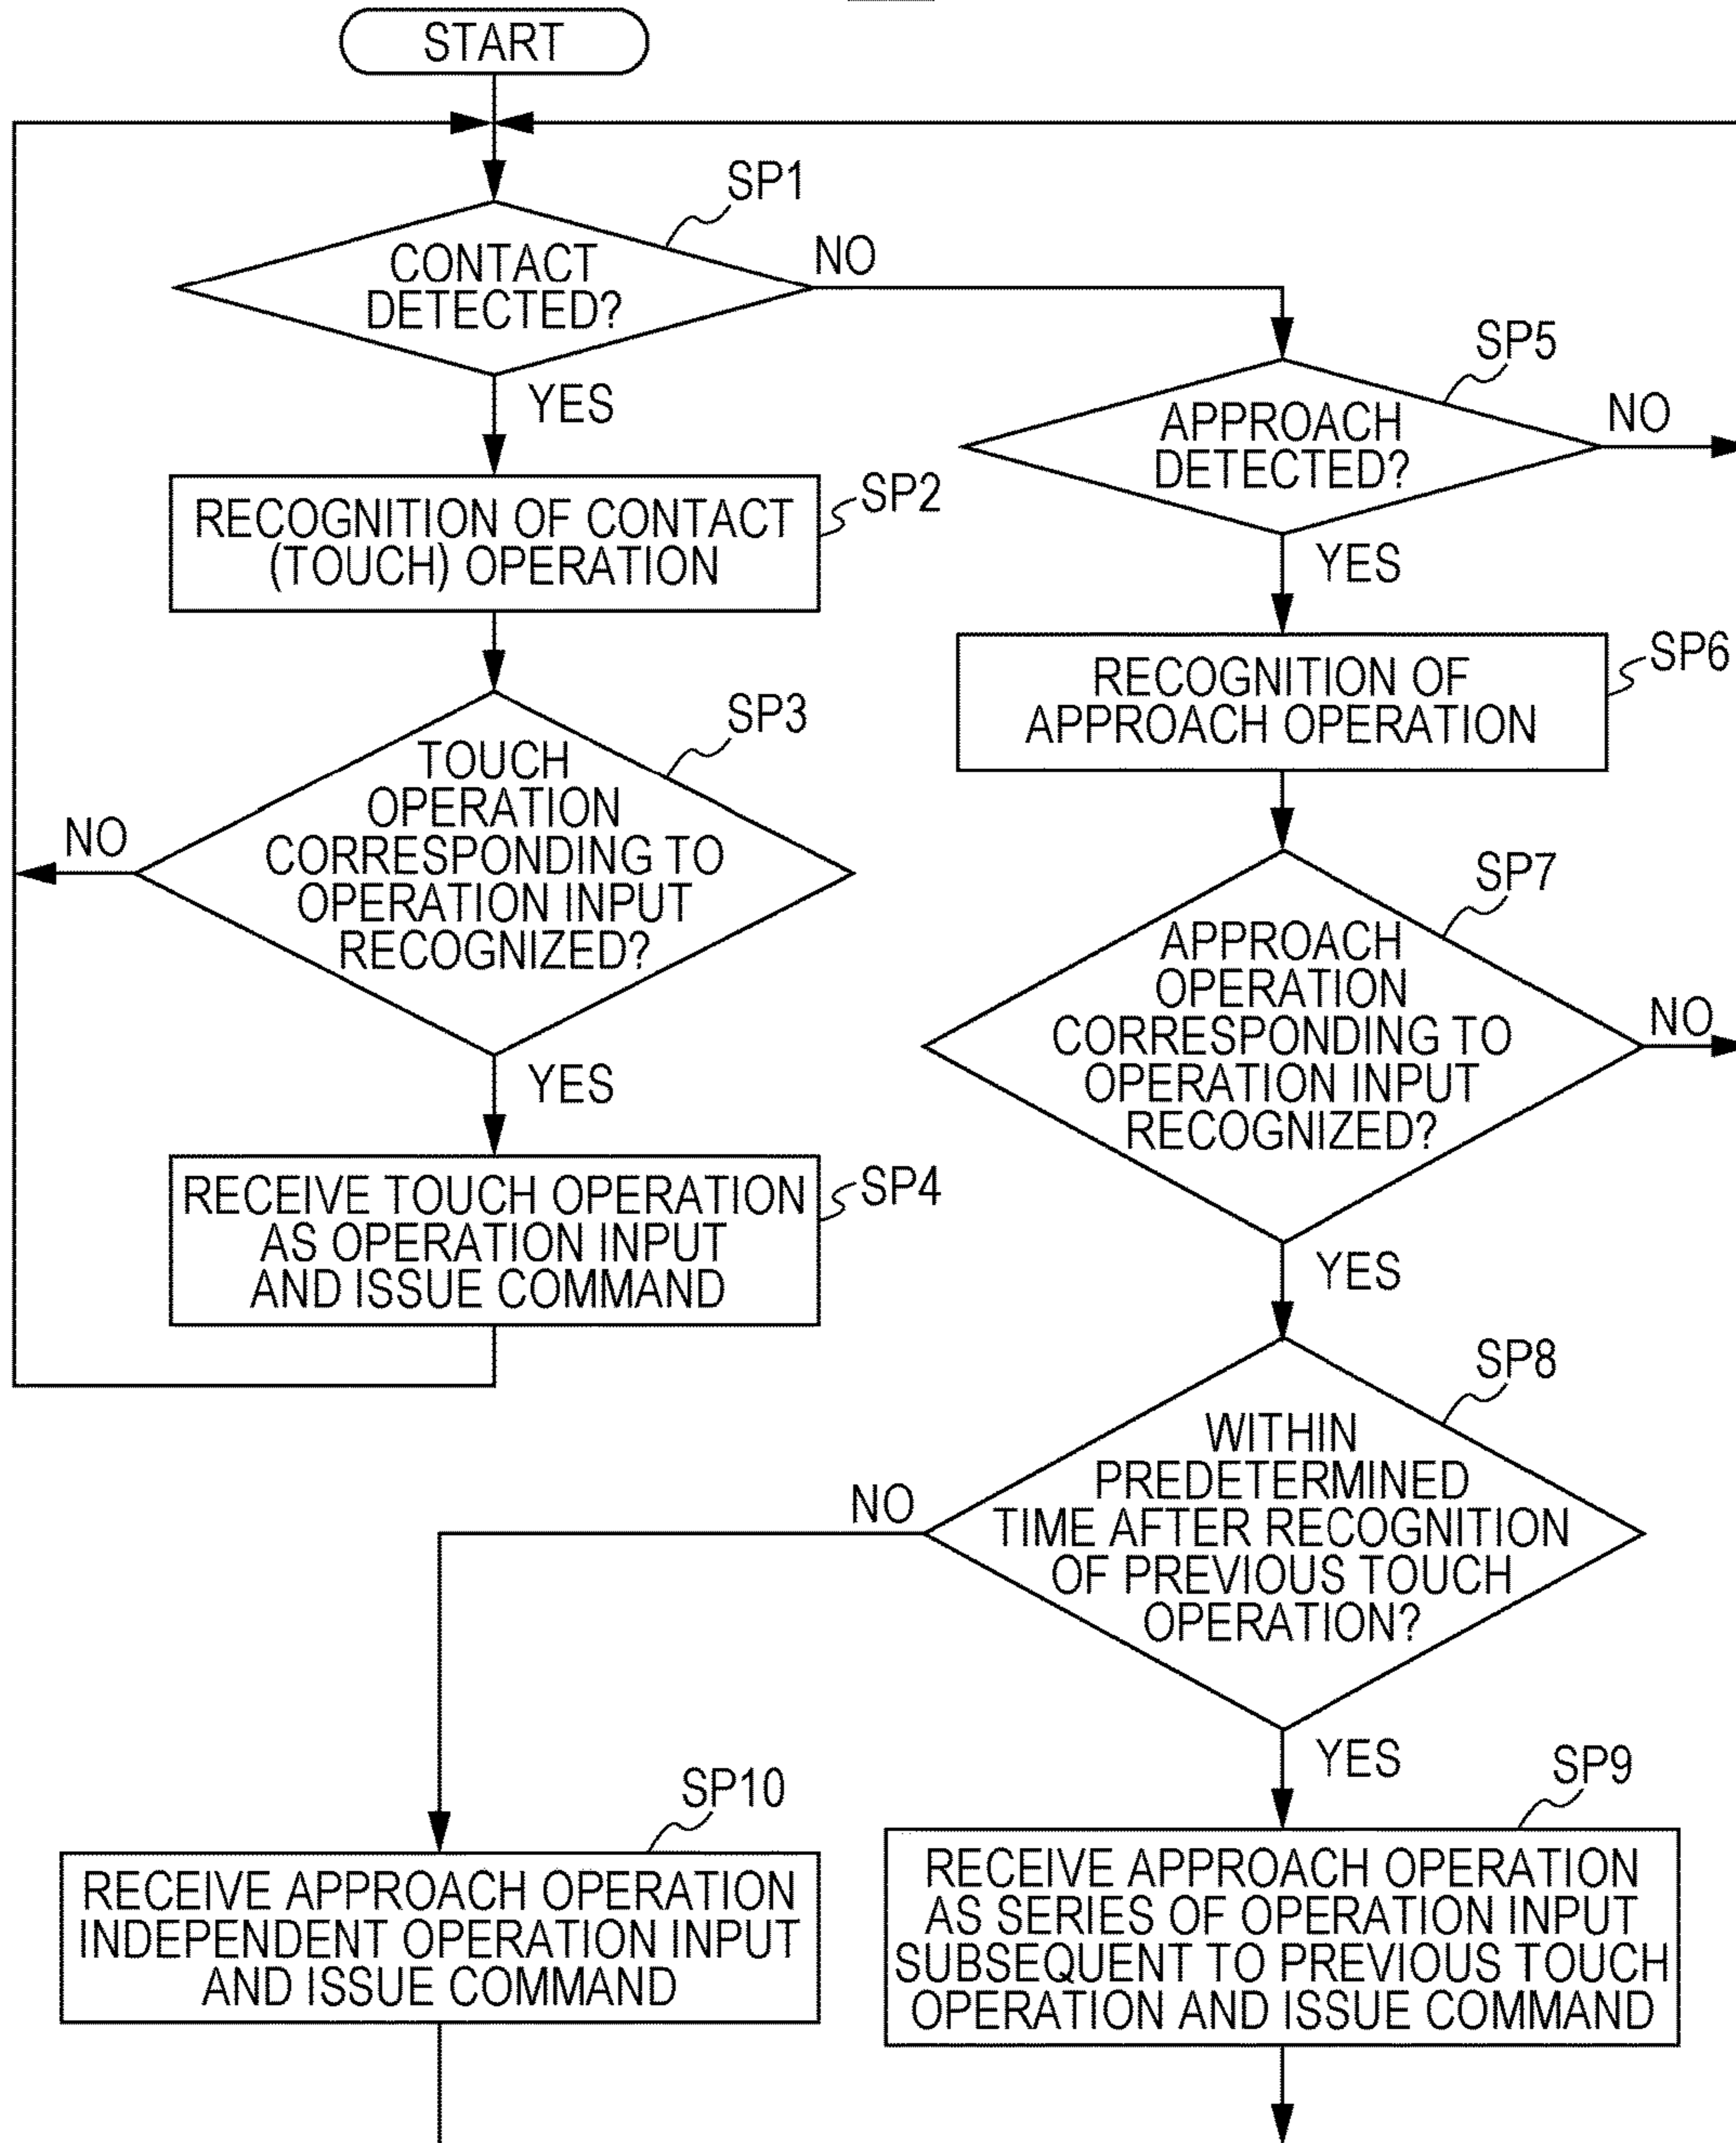 START
SP1
CONTACT
DETECTED?
NO
YES
SP2
RECOGNITION OF CONTACT
(TOUCH) OPERATION
SP3
TOUCH
OPERATION
CORRESPONDING TO
OPERATION INPUT
RECOGNIZED?
NO
YES
SP4
RECEIVE TOUCH OPERATION
AS OPERATION INPUT
AND ISSUE COMMAND
SP5
APPROACH
DETECTED?
NO
YES
SP6
RECOGNITION OF
APPROACH OPERATION
SP7
APPROACH
OPERATION
CORRESPONDING TO
OPERATION INPUT
RECOGNIZED?
NO
YES
SP8
WITHIN
PREDETERMINED
TIME AFTER RECOGNITION
OF PREVIOUS TOUCH
OPERATION?
NO
YES
SP10
RECEIVE APPROACH OPERATION
INDEPENDENT OPERATION INPUT
AND ISSUE COMMAND
SP9
RECEIVE APPROACH OPERATION
AS SERIES OF OPERATION INPUT
SUBSEQUENT TO PREVIOUS TOUCH
OPERATION AND ISSUE COMMAND